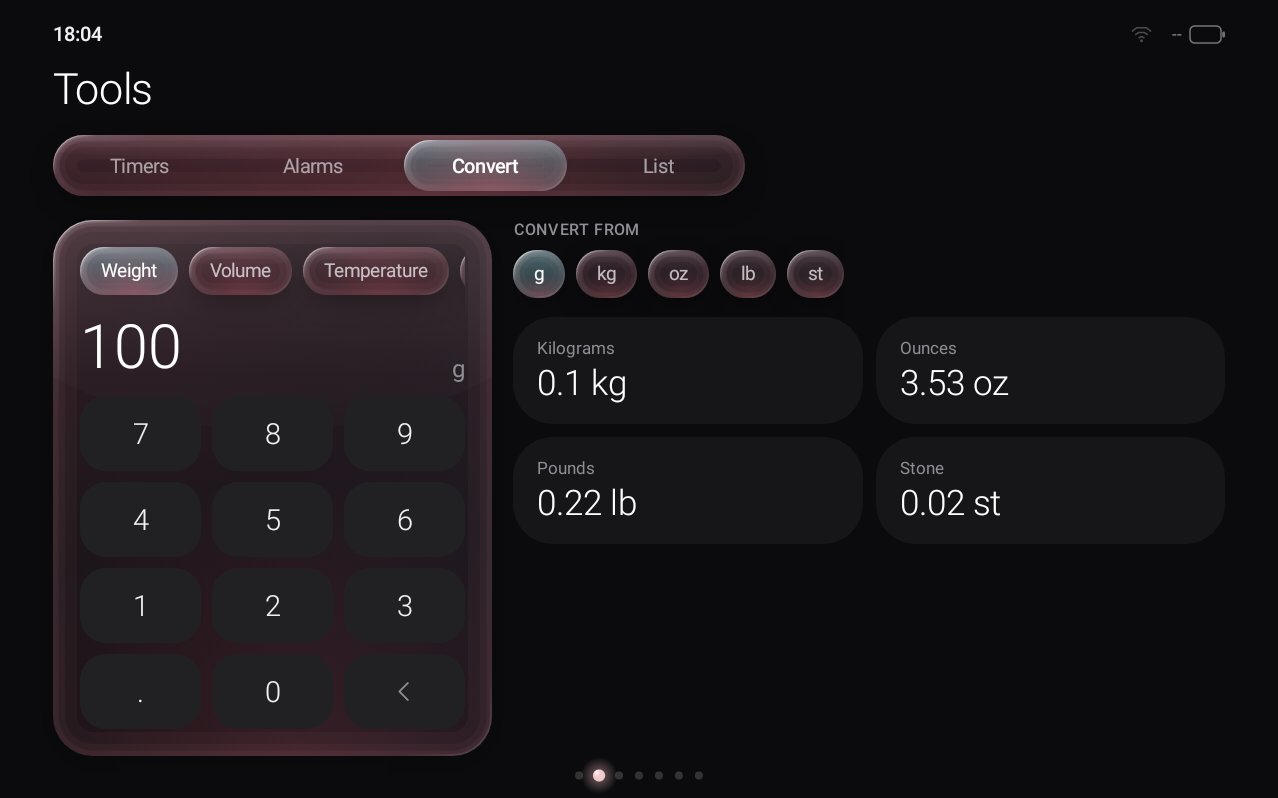 18:04
--
Tools
Timers Alarms Convert List
Weight Volume Temperature
100
g
7 8 9
4 5 6
1 2 3
. 0
CONVERT FROM
g kg oz lb st
Kilograms
0.1 kg
Ounces
3.53 oz
Pounds
0.22 lb
Stone
0.02 st